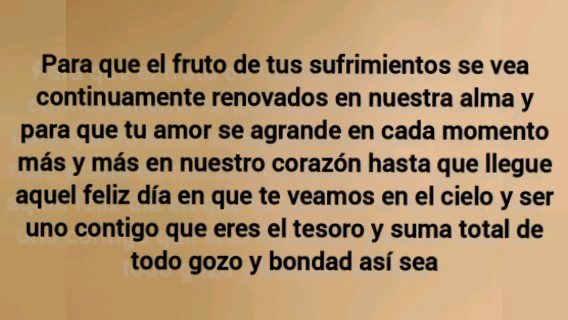 Para que el fruto de tus sufrimientos se vea
continuamente renovados en nuestra alma y
para que tu amor se agrande en cada momento
más y más en nuestro corazón hasta que llegue
aquel feliz día en que te veamos en el cielo y ser
uno contigo que eres el tesoro y suma total de
todo gozo y bondad así sea